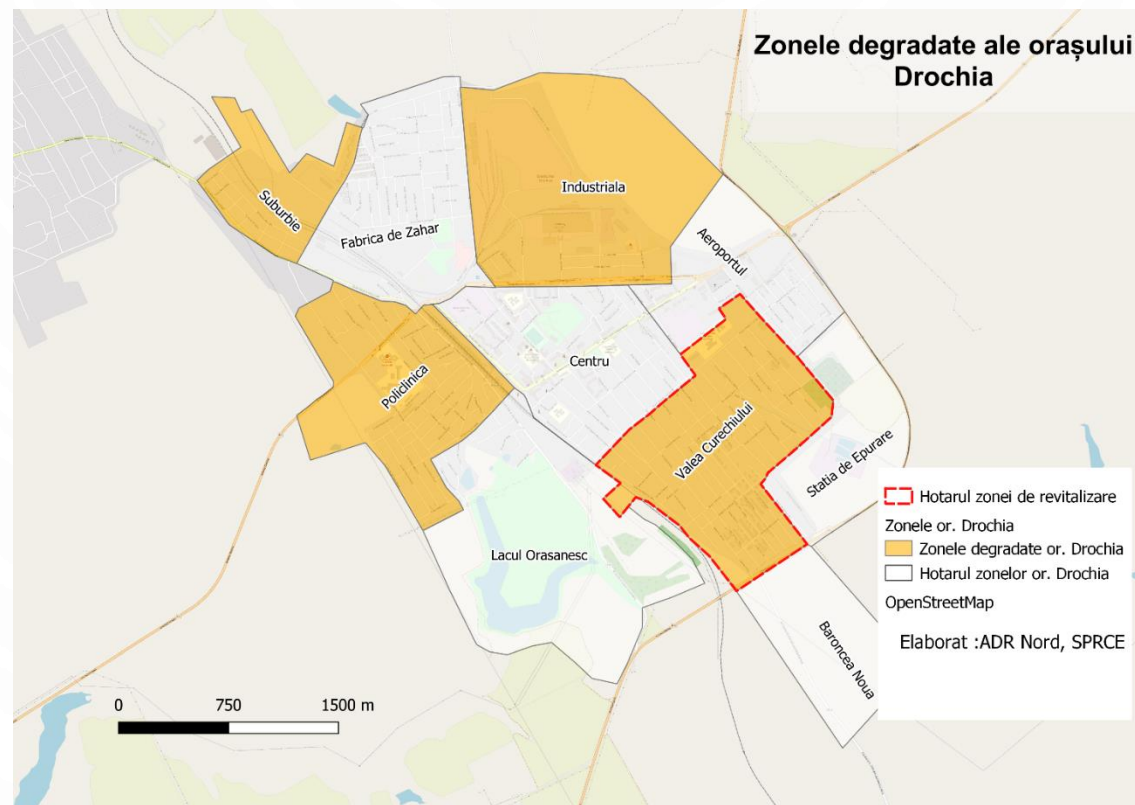 Zonele degradate ale orașului
Drochia
Industriala
Suburbie
Fabrica de Zahar
Aeroportul
Centru
Policlinica
Valea Curechiului
Statia de Epurare
Lacul Orasanesc
Baroncea Noua
Hotarul zonei de revitalizare
Zonele or. Drochia
Zonele degradate or. Drochia
Hotarul zonelor or. Drochia
OpenStreetMap
Elaborat :ADR Nord, SPRCE
0 750 1500 m